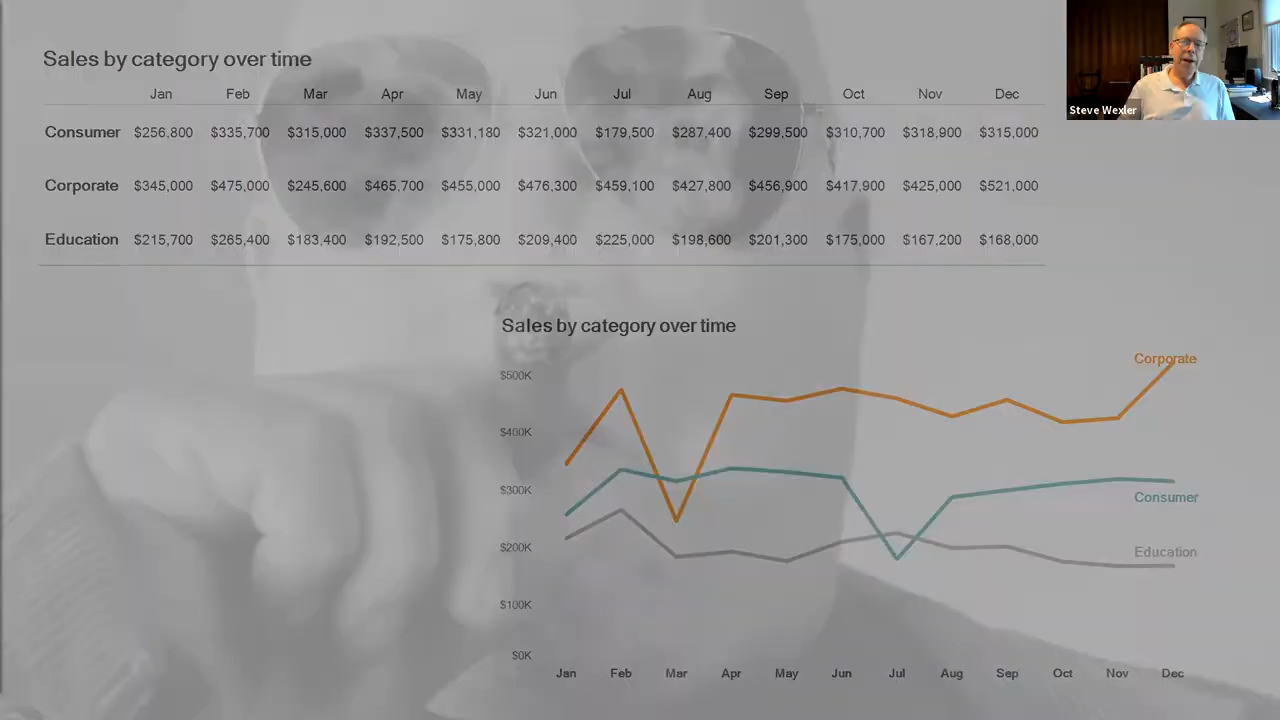 Steve Wexler
Sales by category over time
Jan Feb Mar Apr May Jun Jul Aug Sep Oct Nov Dec
Consumer $256,800 $335,700 $315,000 $337,500 $331,180 $321,000 $179,500 $287,400 $299,500 $310,700 $318,900 $315,000
Corporate $345,000 $475,000 $245,600 $465,700 $455,000 $476,300 $459,100 $427,800 $456,900 $417,900 $425,000 $521,000
Education $215,700 $265,400 $183,400 $192,500 $175,800 $209,400 $225,000 $198,600 $201,300 $175,000 $167,200 $168,000
Sales by category over time
Corporate
$500K
$400K
$300K
Consumer
$200K
Education
$100K
$0K
Jan Feb Mar Apr May Jun Jul Aug Sep Oct Nov Dec